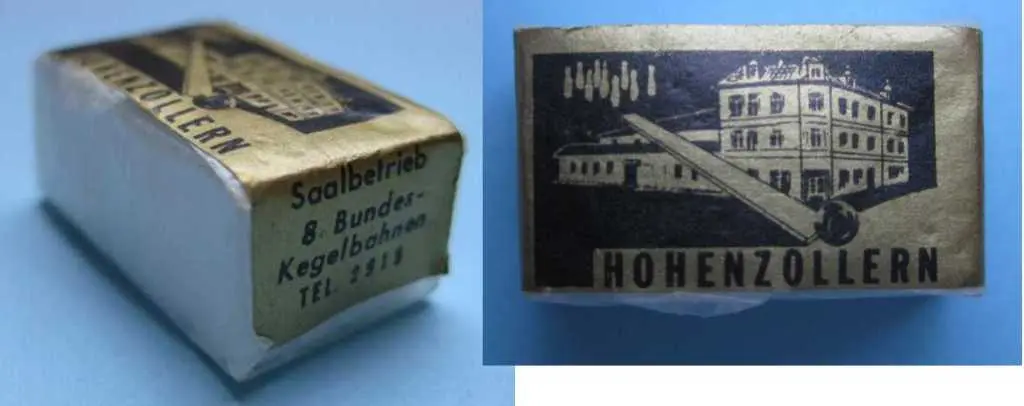 HOHENZOLLERN
Saalbetrieb
8 Bundes-
Kegelbahnen
TEL. 2918
HOHENZOLLERN